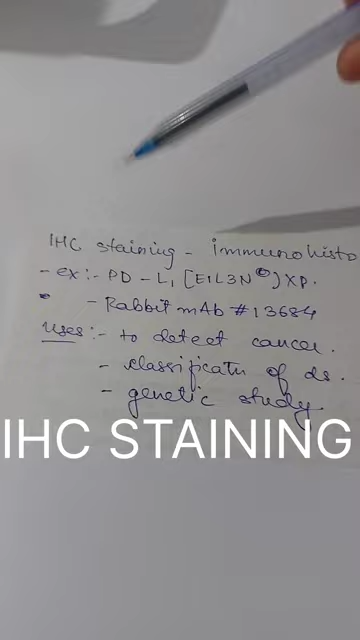 IHC staining - immunohisto
- ex :- PD - L1 [E1L3N®) XP.
- Rabbit mAb # 13684
Uses :- to detect cancer.
- classificatn of ds.
- genetic study
IHC STAINING